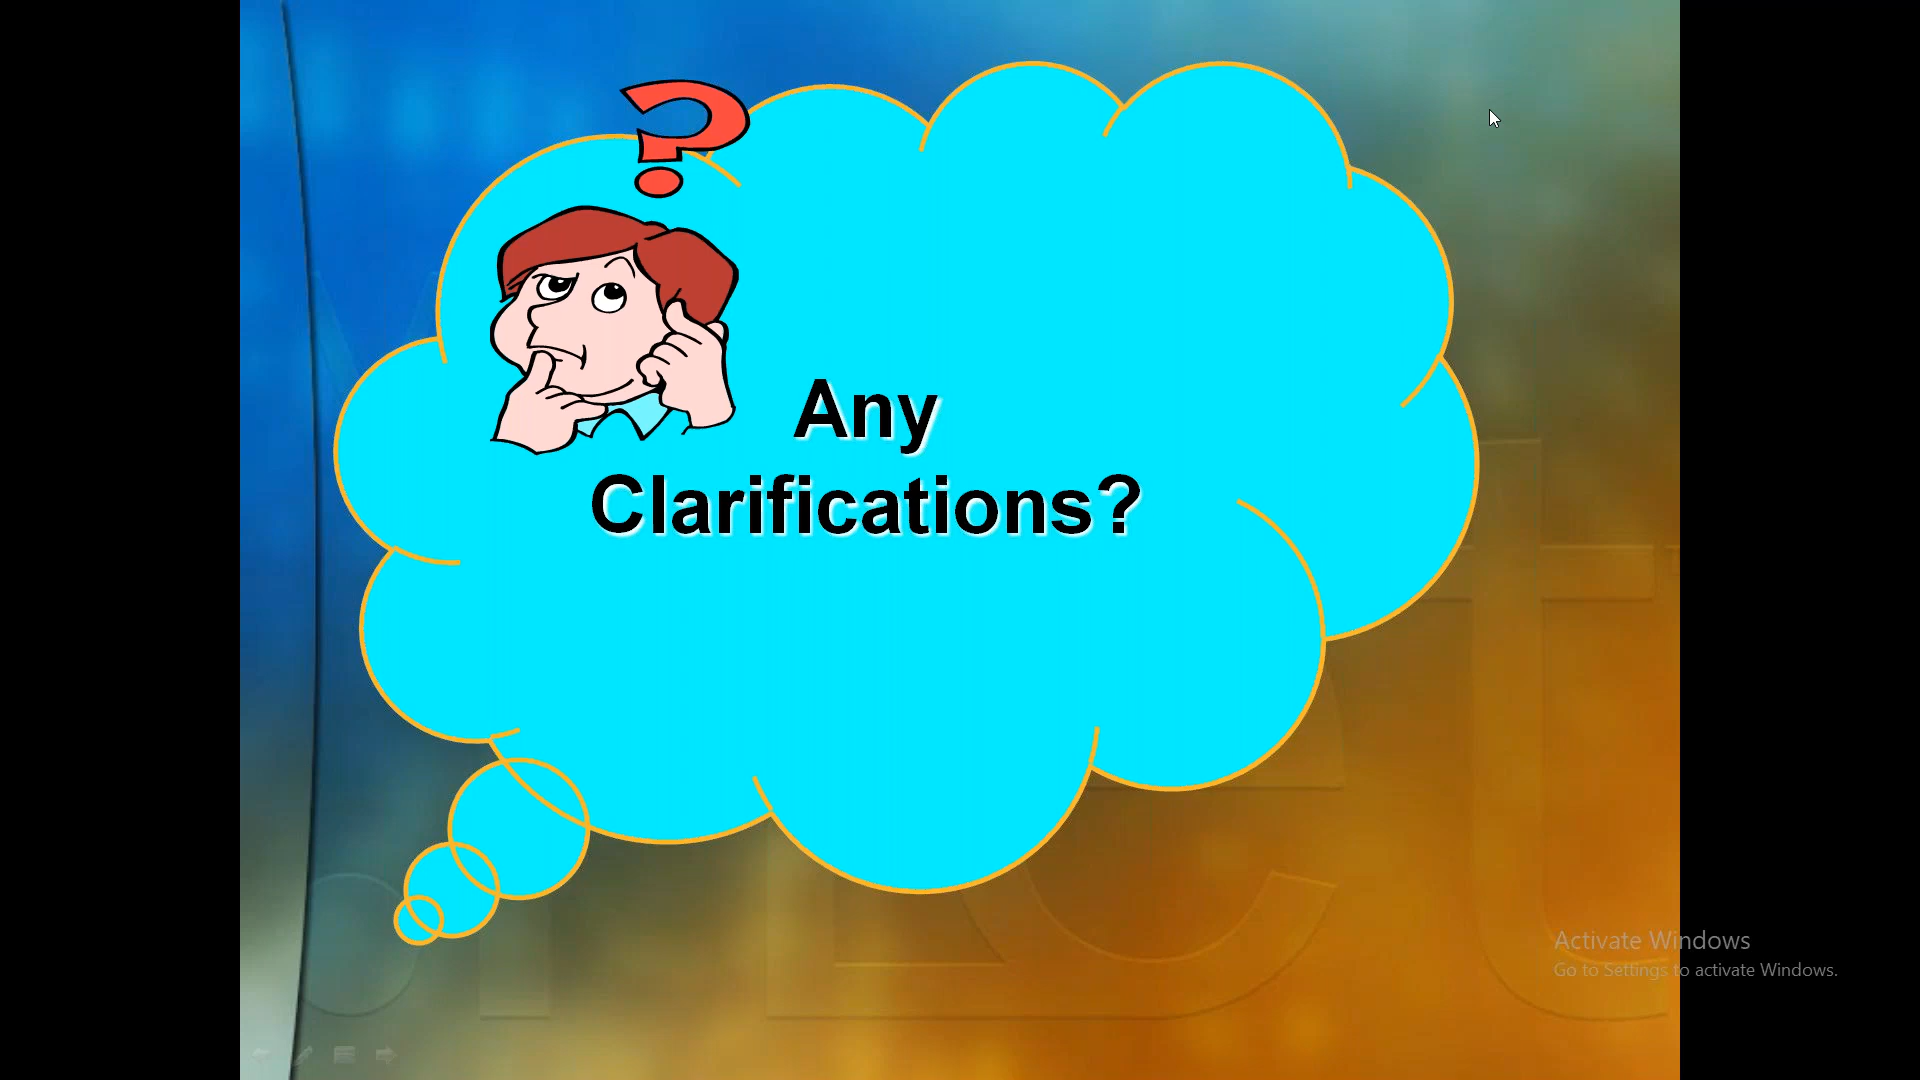 ?
Any
Clarifications?
Activate Windows
Go to Settings to activate Windows.